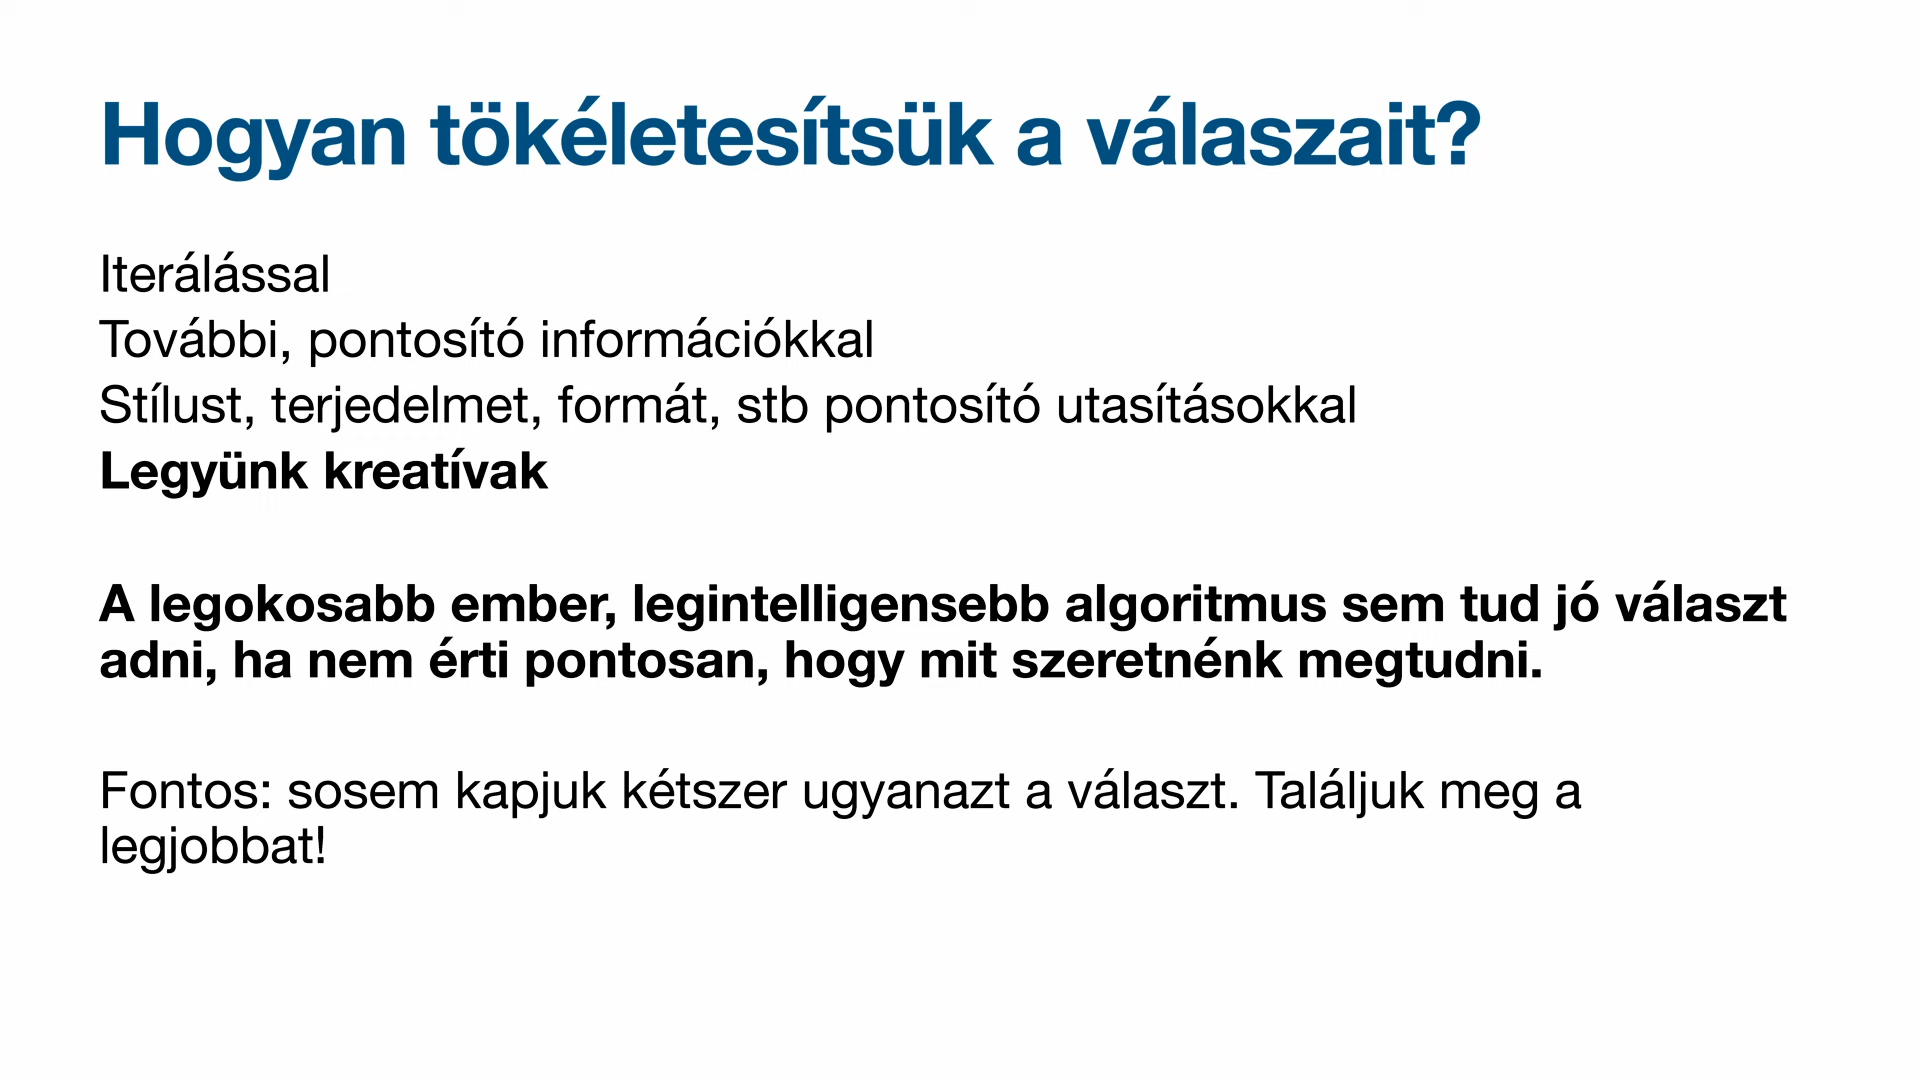 Hogyan tökéletesítsük a válaszait?
Iterálással
További, pontosító információkkal
Stílust, terjedelmet, formát, stb pontosító utasításokkal
Legyünk kreatívak
A legokosabb ember, legintelligensebb algoritmus sem tud jó választ
adni, ha nem érti pontosan, hogy mit szeretnénk megtudni.
Fontos: sosem kapjuk kétszer ugyanazt a választ. Találjuk meg a
legjobbat!